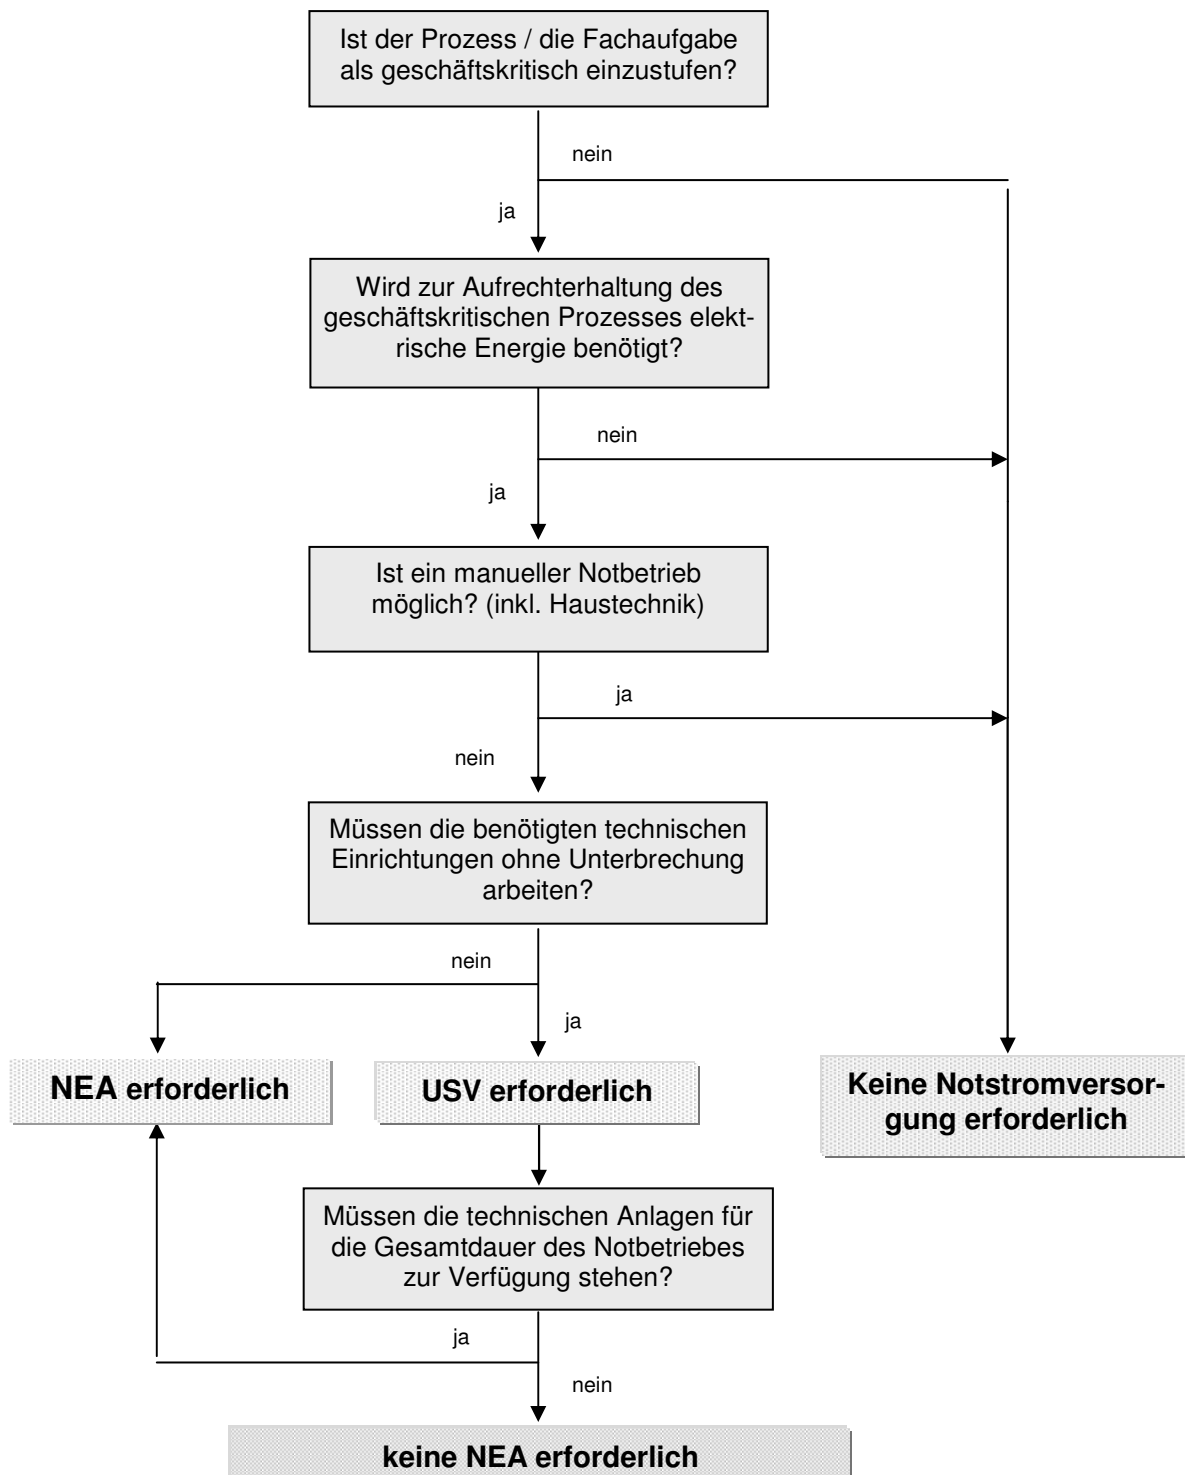 Ist der Prozess / die Fachaufgabe
als geschäftskritisch einzustufen?
nein
ja
Wird zur Aufrechterhaltung des
geschäftskritischen Prozesses elekt-
rische Energie benötigt?
nein
ja
Ist ein manueller Notbetrieb
möglich? (inkl. Haustechnik)
ja
nein
Müssen die benötigten technischen
Einrichtungen ohne Unterbrechung
arbeiten?
nein
ja
NEA erforderlich
USV erforderlich
Keine Notstromversor-
gung erforderlich
Müssen die technischen Anlagen für
die Gesamtdauer des Notbetriebes
zur Verfügung stehen?
ja
nein
keine NEA erforderlich